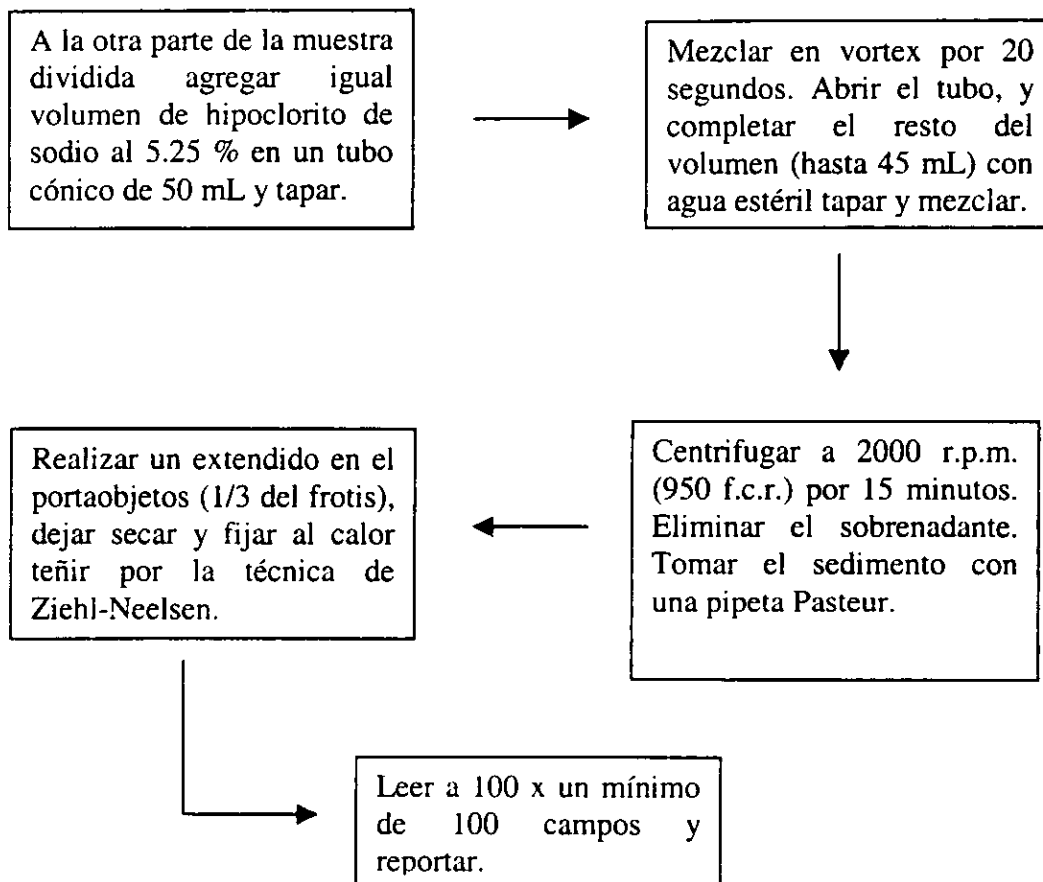 A la otra parte de la muestra
dividida agregar igual
volumen de hipoclorito de
sodio al 5.25 % en un tubo
cónico de 50 mL y tapar.
Mezclar en vortex por 20
segundos. Abrir el tubo, y
completar el resto del
volumen (hasta 45 mL) con
agua estéril tapar y mezclar.
Centrifugar a 2000 r.p.m.
(950 f.c.r.) por 15 minutos.
Eliminar el sobrenadante.
Tomar el sedimento con
una pipeta Pasteur.
Realizar un extendido en el
portaobjetos (1/3 del frotis),
dejar secar y fijar al calor
teñir por la técnica de
Ziehl-Neelsen.
Leer a 100 x un mínimo
de 100 campos y
reportar.